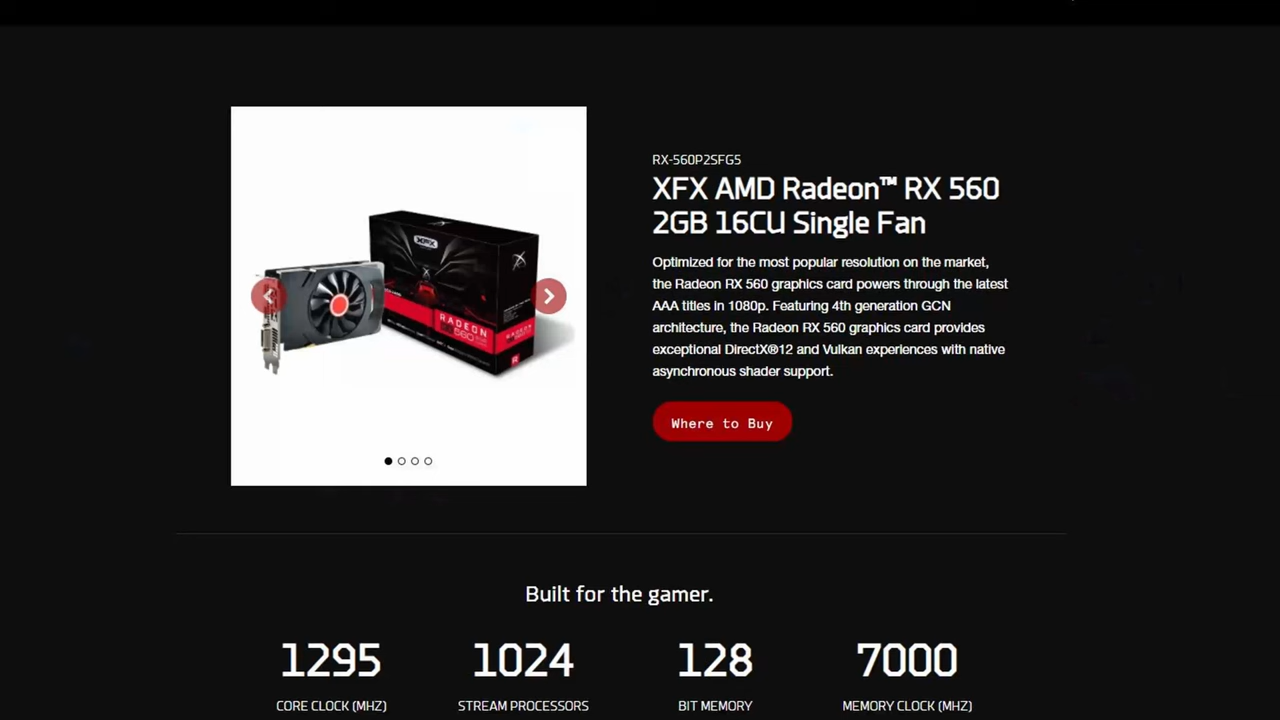 RX-560P2SFG5
XFX AMD Radeon™ RX 560
2GB 16CU Single Fan
Optimized for the most popular resolution on the market,
the Radeon RX 560 graphics card powers through the latest
AAA titles in 1080p. Featuring 4th generation GCN
architecture, the Radeon RX 560 graphics card provides
exceptional DirectX®12 and Vulkan experiences with native
asynchronous shader support.
Where to Buy
XFX
RADEON
RX 560
Built for the gamer.
1295 1024 128 7000
CORE CLOCK (MHZ) STREAM PROCESSORS BIT MEMORY MEMORY CLOCK (MHZ)